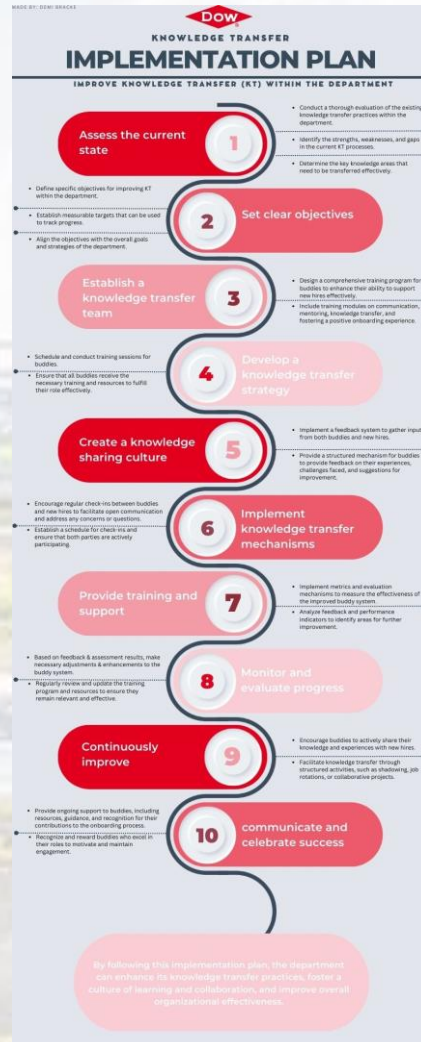 MADE BY: DEWI BRACKE
Dow
KNOWLEDGE TRANSFER
IMPLEMENTATION PLAN
IMPROVE KNOWLEDGE TRANSFER (KT) WITHIN THE DEPARTMENT
Assess the current
state
1
• Conduct a thorough evaluation of the existing
knowledge transfer practices within the
department.
• Identify the strengths, weaknesses, and gaps
in the current KT processes.
• Determine the key knowledge areas that
need to be transferred effectively.
• Define specific objectives for improving KT
within the department.
• Establish measurable targets that can be used
to track progress.
• Align the objectives with the overall goals
and strategies of the department.
2
Set clear objectives
Establish a
knowledge transfer
team
3
• Design a comprehensive training program for
buddies to enhance their ability to support
new hires effectively.
• Include training modules on communication,
mentoring, knowledge transfer, and
fostering a positive onboarding experience.
• Schedule and conduct training sessions for
buddies.
• Ensure that all buddies receive the
necessary training and resources to fulfill
their role effectively.
4
Develop a
knowledge transfer
strategy
Create a knowledge
sharing culture
5
• Implement a feedback system to gather input
from both buddies and new hires.
• Provide a structured mechanism for buddies
to provide feedback on their experiences,
challenges faced, and suggestions for
improvement.
• Encourage regular check-ins between buddies
and new hires to facilitate open communication
and address any concerns or questions.
• Establish a schedule for check-ins and
ensure that both parties are actively
participating.
6
Implement
knowledge transfer
mechanisms
Provide training and
support
7
• Implement metrics and evaluation
mechanisms to measure the effectiveness of
the improved buddy system.
• Analyze feedback and performance
indicators to identify areas for further
improvement.
• Based on feedback & assessment results, make
necessary adjustments & enhancements to the
buddy system.
• Regularly review and update the training
program and resources to ensure they
remain relevant and effective.
8
Monitor and
evaluate progress
Continuously
improve
9
• Encourage buddies to actively share their
knowledge and experiences with new hires.
• Facilitate knowledge transfer through
structured activities, such as shadowing, job
rotations, or collaborative projects.
• Provide ongoing support to buddies, including
resources, guidance, and recognition for their
contributions to the onboarding process.
• Recognize and reward buddies who excel in
their roles to motivate and maintain
engagement.
10
communicate and
celebrate success
By following this implementation plan, the department
can enhance its knowledge transfer practices, foster a
culture of learning and collaboration, and improve overall
organizational effectiveness.